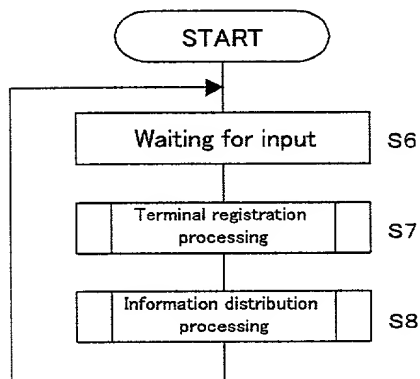 START
Waiting for input S6
Terminal registration
processing S7
Information distribution
processing S8